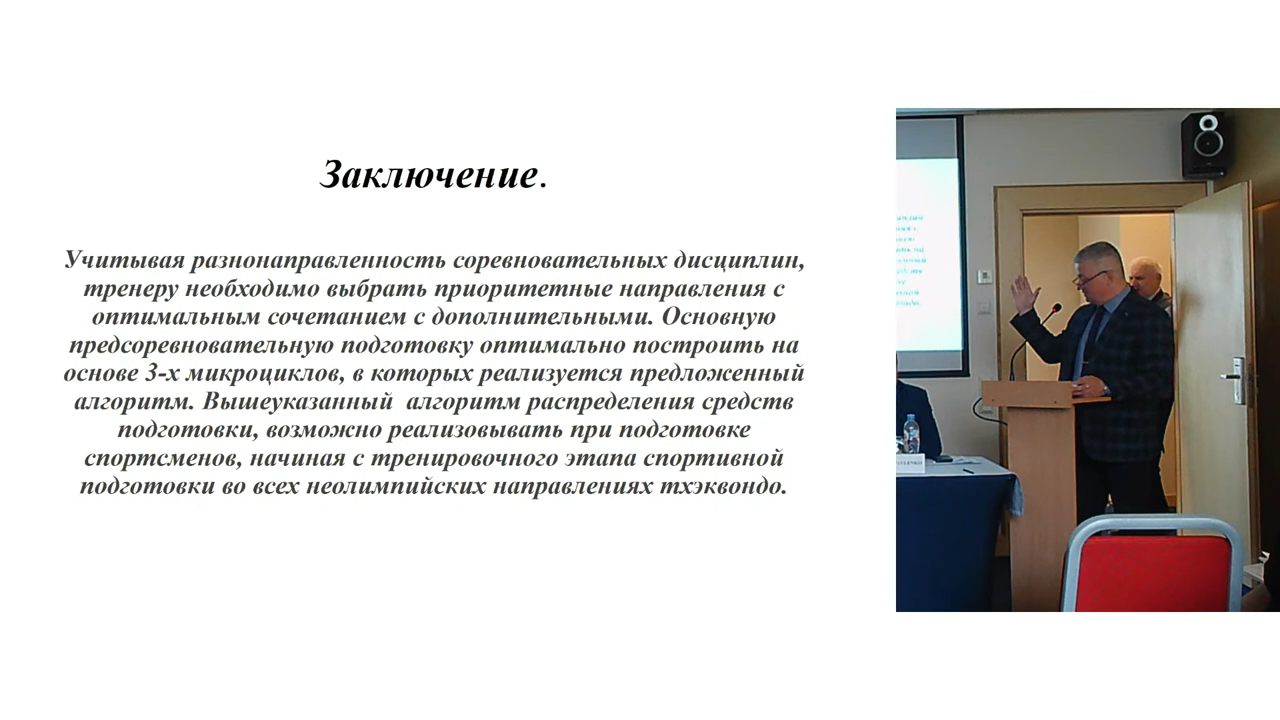 Заключение.
Учитывая разнонаправленность соревновательных дисциплин,
тренеру необходимо выбрать приоритетные направления с
оптимальным сочетанием с дополнительными. Основную
предсоревновательную подготовку оптимально построить на
основе 3-х микроциклов, в которых реализуется предложенный
алгоритм. Вышеуказанный алгоритм распределения средств
подготовки, возможно реализовывать при подготовке
спортсменов, начиная с тренировочного этапа спортивной
подготовки во всех неолимпийских направлениях тхэквондо.